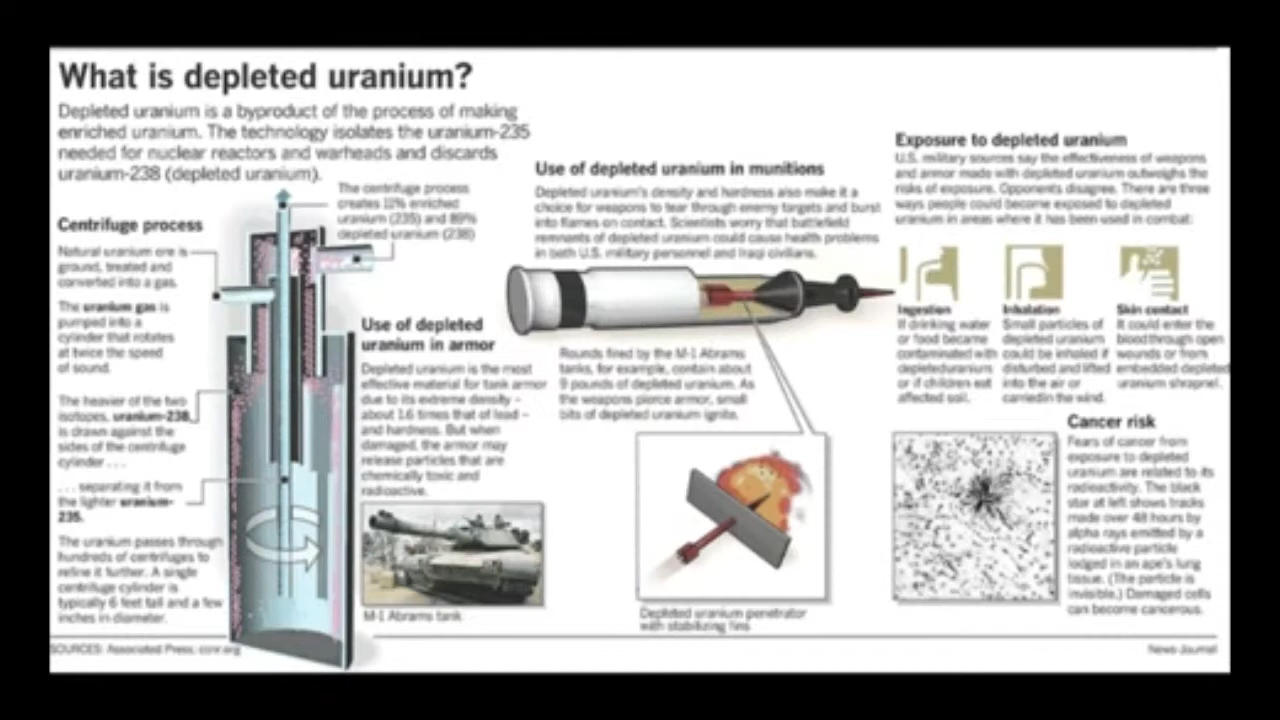 What is depleted uranium?
Depleted uranium is a byproduct of the process of making
enriched uranium. The technology isolates the uranium-235
needed for nuclear reactors and warheads and discards
uranium-238 (depleted uranium).
Centrifuge process
Natural uranium ore is
ground, treated and
converted into a gas.
The uranium gas is
pumped into a
cylinder that rotates
at twice the speed
of sound.
The heavier of the two
isotopes, uranium-238,
is drawn against the
sides of the centrifuge
cylinder . . .
. . . separating it from
the lighter uranium-
235.
The uranium passes through
hundreds of centrifuges to
refine it further. A single
centrifuge cylinder is
typically 6 feet tall and a few
inches in diameter.
The centrifuge process
creates 11% enriched
uranium (235) and 89%
depleted uranium (238)
Use of depleted
uranium in armor
Depleted uranium is the most
effective material for tank armor
due to its extreme density –
about 1.6 times that of lead –
and hardness. But when
damaged, the armor may
release particles that are
chemically toxic and
radioactive.
M-1 Abrams tank
Use of depleted uranium in munitions
Depleted uranium's density and hardness also make it a
choice for weapons to tear through enemy targets and burst
into flames on contact. Scientists worry that battlefield
remnants of depleted uranium could cause health problems
in both U.S. military personnel and Iraqi civilians.
Rounds fired by the M-1 Abrams
tanks, for example, contain about
9 pounds of depleted uranium. As
the weapons pierce armor, small
bits of depleted uranium ignite.
Depleted uranium penetrator
with stabilizing fins
Exposure to depleted uranium
U.S. military sources say the effectiveness of weapons
and armor made with depleted uranium outweighs the
risks of exposure. Opponents disagree. There are three
ways people could become exposed to depleted
uranium in areas where it has been used in combat:
Ingestion
If drinking water
or food became
contaminated with
depleteduranium
or if children eat
affected soil.
Inhalation
Small particles of
depleted uranium
could be inhaled if
disturbed and lifted
into the air or
carriedin the wind.
Skin contact
It could enter the
bloodthrough open
wounds or from
embedded depleted
uranium shrapnel.
Cancer risk
Fears of cancer from
exposure to depleted
uranium are related to its
radioactivity. The black
star at left shows tracks
made over 48 hours by
alpha rays emitted by a
radioactive particle
lodged in an ape's lung
tissue. (The particle is
invisible.) Damaged cells
can become cancerous.
SOURCES: Associated Press, ccnr.org
News-Journal